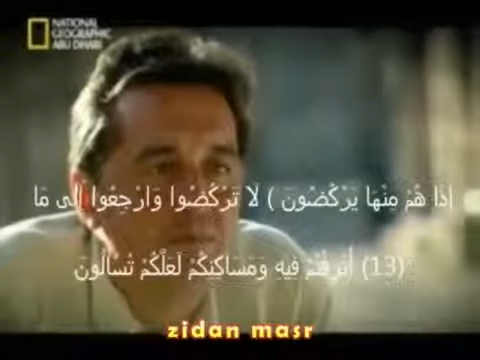 NATIONAL
GEOGRAPHIC
ABU DHABI
إِذَا هُمْ مِنْهَا يَرْكُضُونَ ) لَا تَرْكُضُوا وَارْجِعُوا إِلَى مَا
(13) أُتْرِفْتُمْ فِيهِ وَمَسَاكِنِكُمْ لَعَلَّكُمْ تُسْأَلُونَ
zidan masr